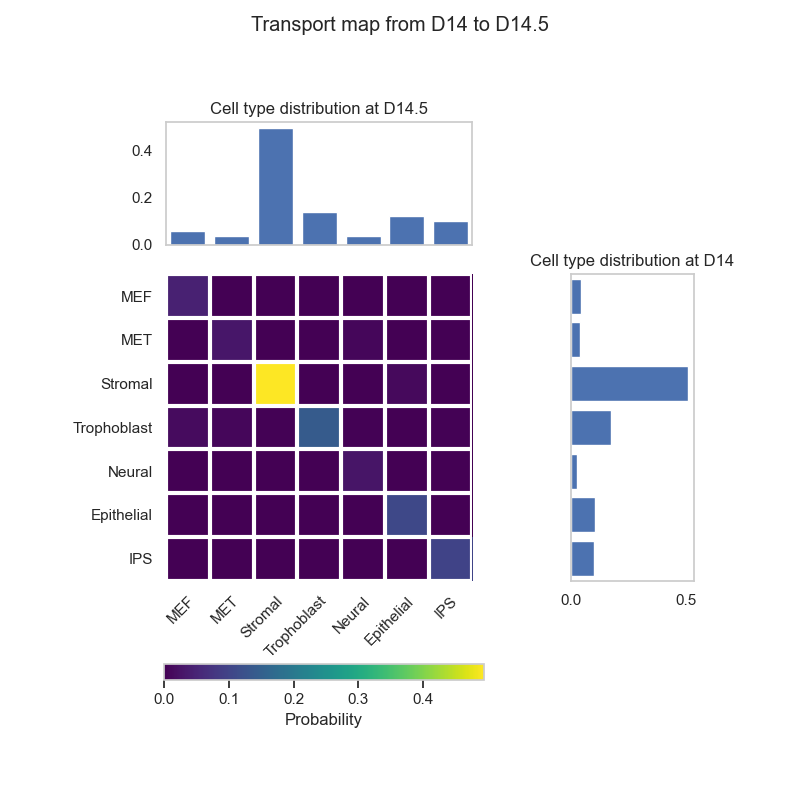 Transport map from D14 to D14.5
Cell type distribution at D14.5
0.4
0.2
0.0
Cell type distribution at D14
MEF
MET
Stromal
Trophoblast
Neural
Epithelial
IPS
0.0 0.5
MEF MET Stromal Trophoblast Neural Epithelial IPS
0.0 0.1 0.2 0.3 0.4
Probability